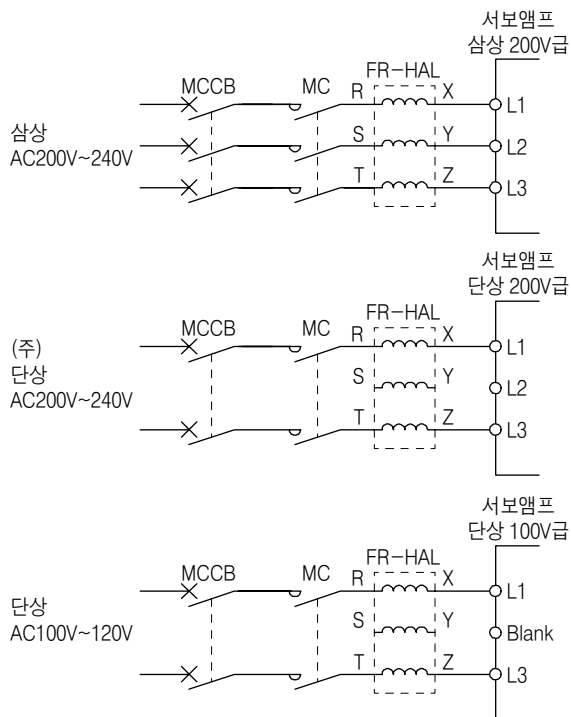 서보앰프
삼상 200V급
FR-HAL
MCCB MC R X
L1
S Y
L2
삼상
AC200V~240V
T Z
L3
서보앰프
단상 200V급
FR-HAL
MCCB MC R X
L1
(주)
단상
AC200V~240V
S Y
L2
T Z
L3
서보앰프
단상 100V급
FR-HAL
MCCB MC R X
L1
단상
AC100V~120V
S Y
Blank
T Z
L3